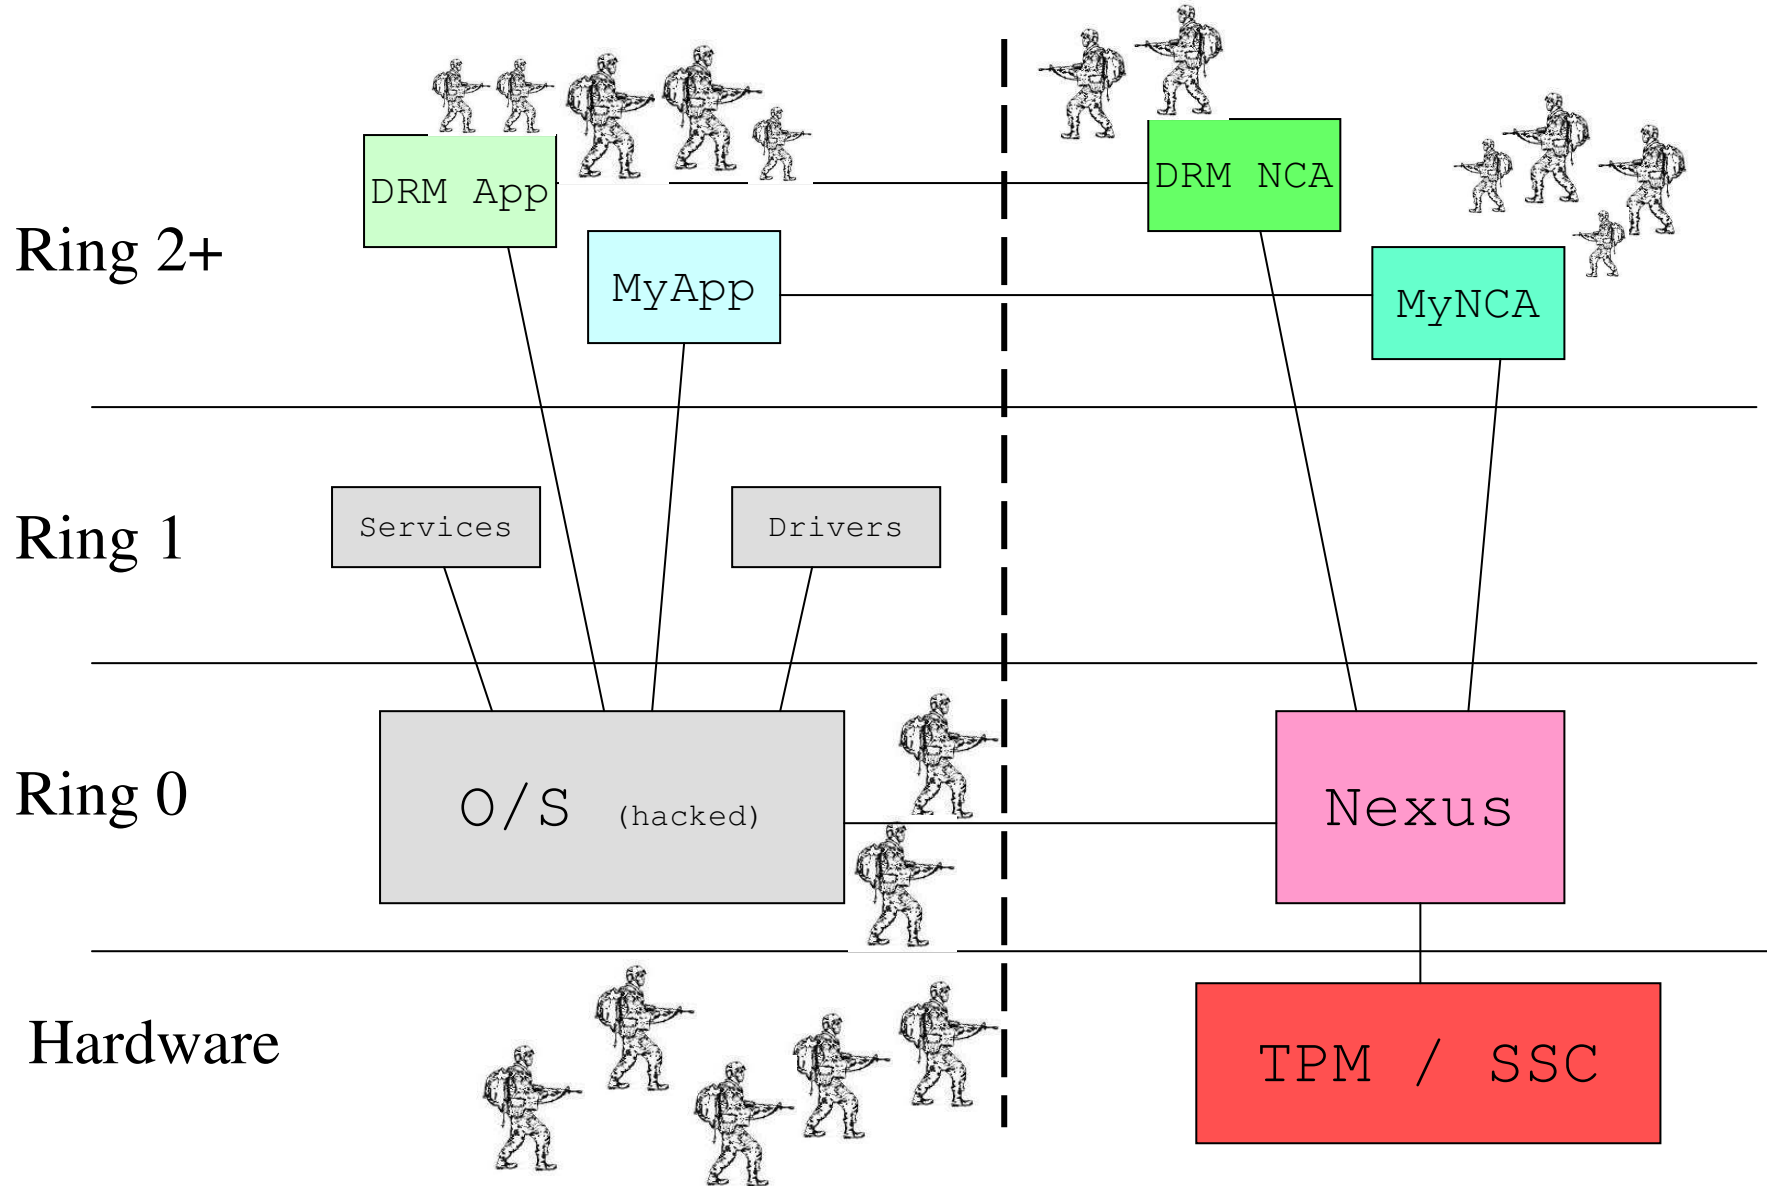 DRM App
DRM NCA
Ring 2+
MyApp
MyNCA
Ring 1
Services
Drivers
Ring 0
O/S (hacked)
Nexus
Hardware
TPM / SSC